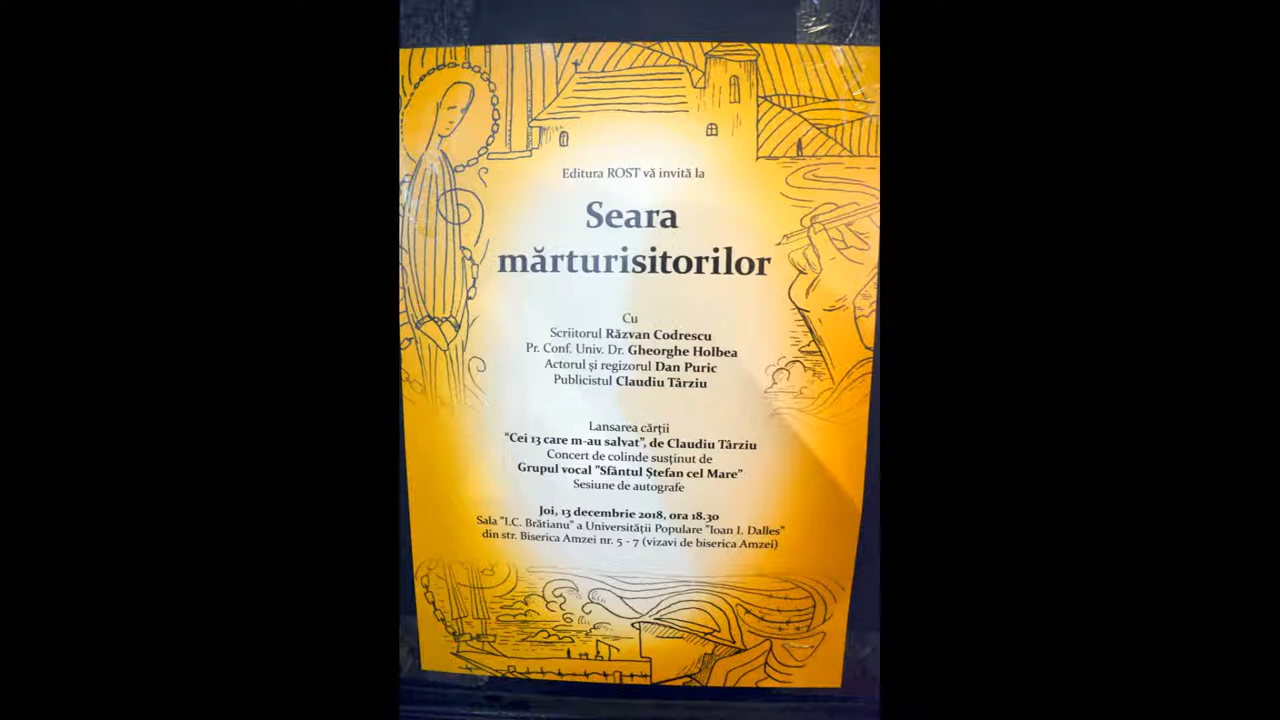 Editura ROST vă invită la
Seara
mărturisitorilor
Cu
Scriitorul Răzvan Codrescu
Pr. Conf. Univ. Dr. Gheorghe Holbea
Actorul și regizorul Dan Puric
Publicistul Claudiu Târziu
Lansarea cărții
"Cei 13 care m-au salvat", de Claudiu Târziu
Concert de colinde susținut de
Grupul vocal "Sfântul Ștefan cel Mare"
Sesiune de autografe
Joi, 13 decembrie 2018, ora 18.30
Sala "I.C. Brătianu" a Universității Populare "Ioan I. Dalles"
din str. Biserica Amzei nr. 5 - 7 (vizavi de biserica Amzei)